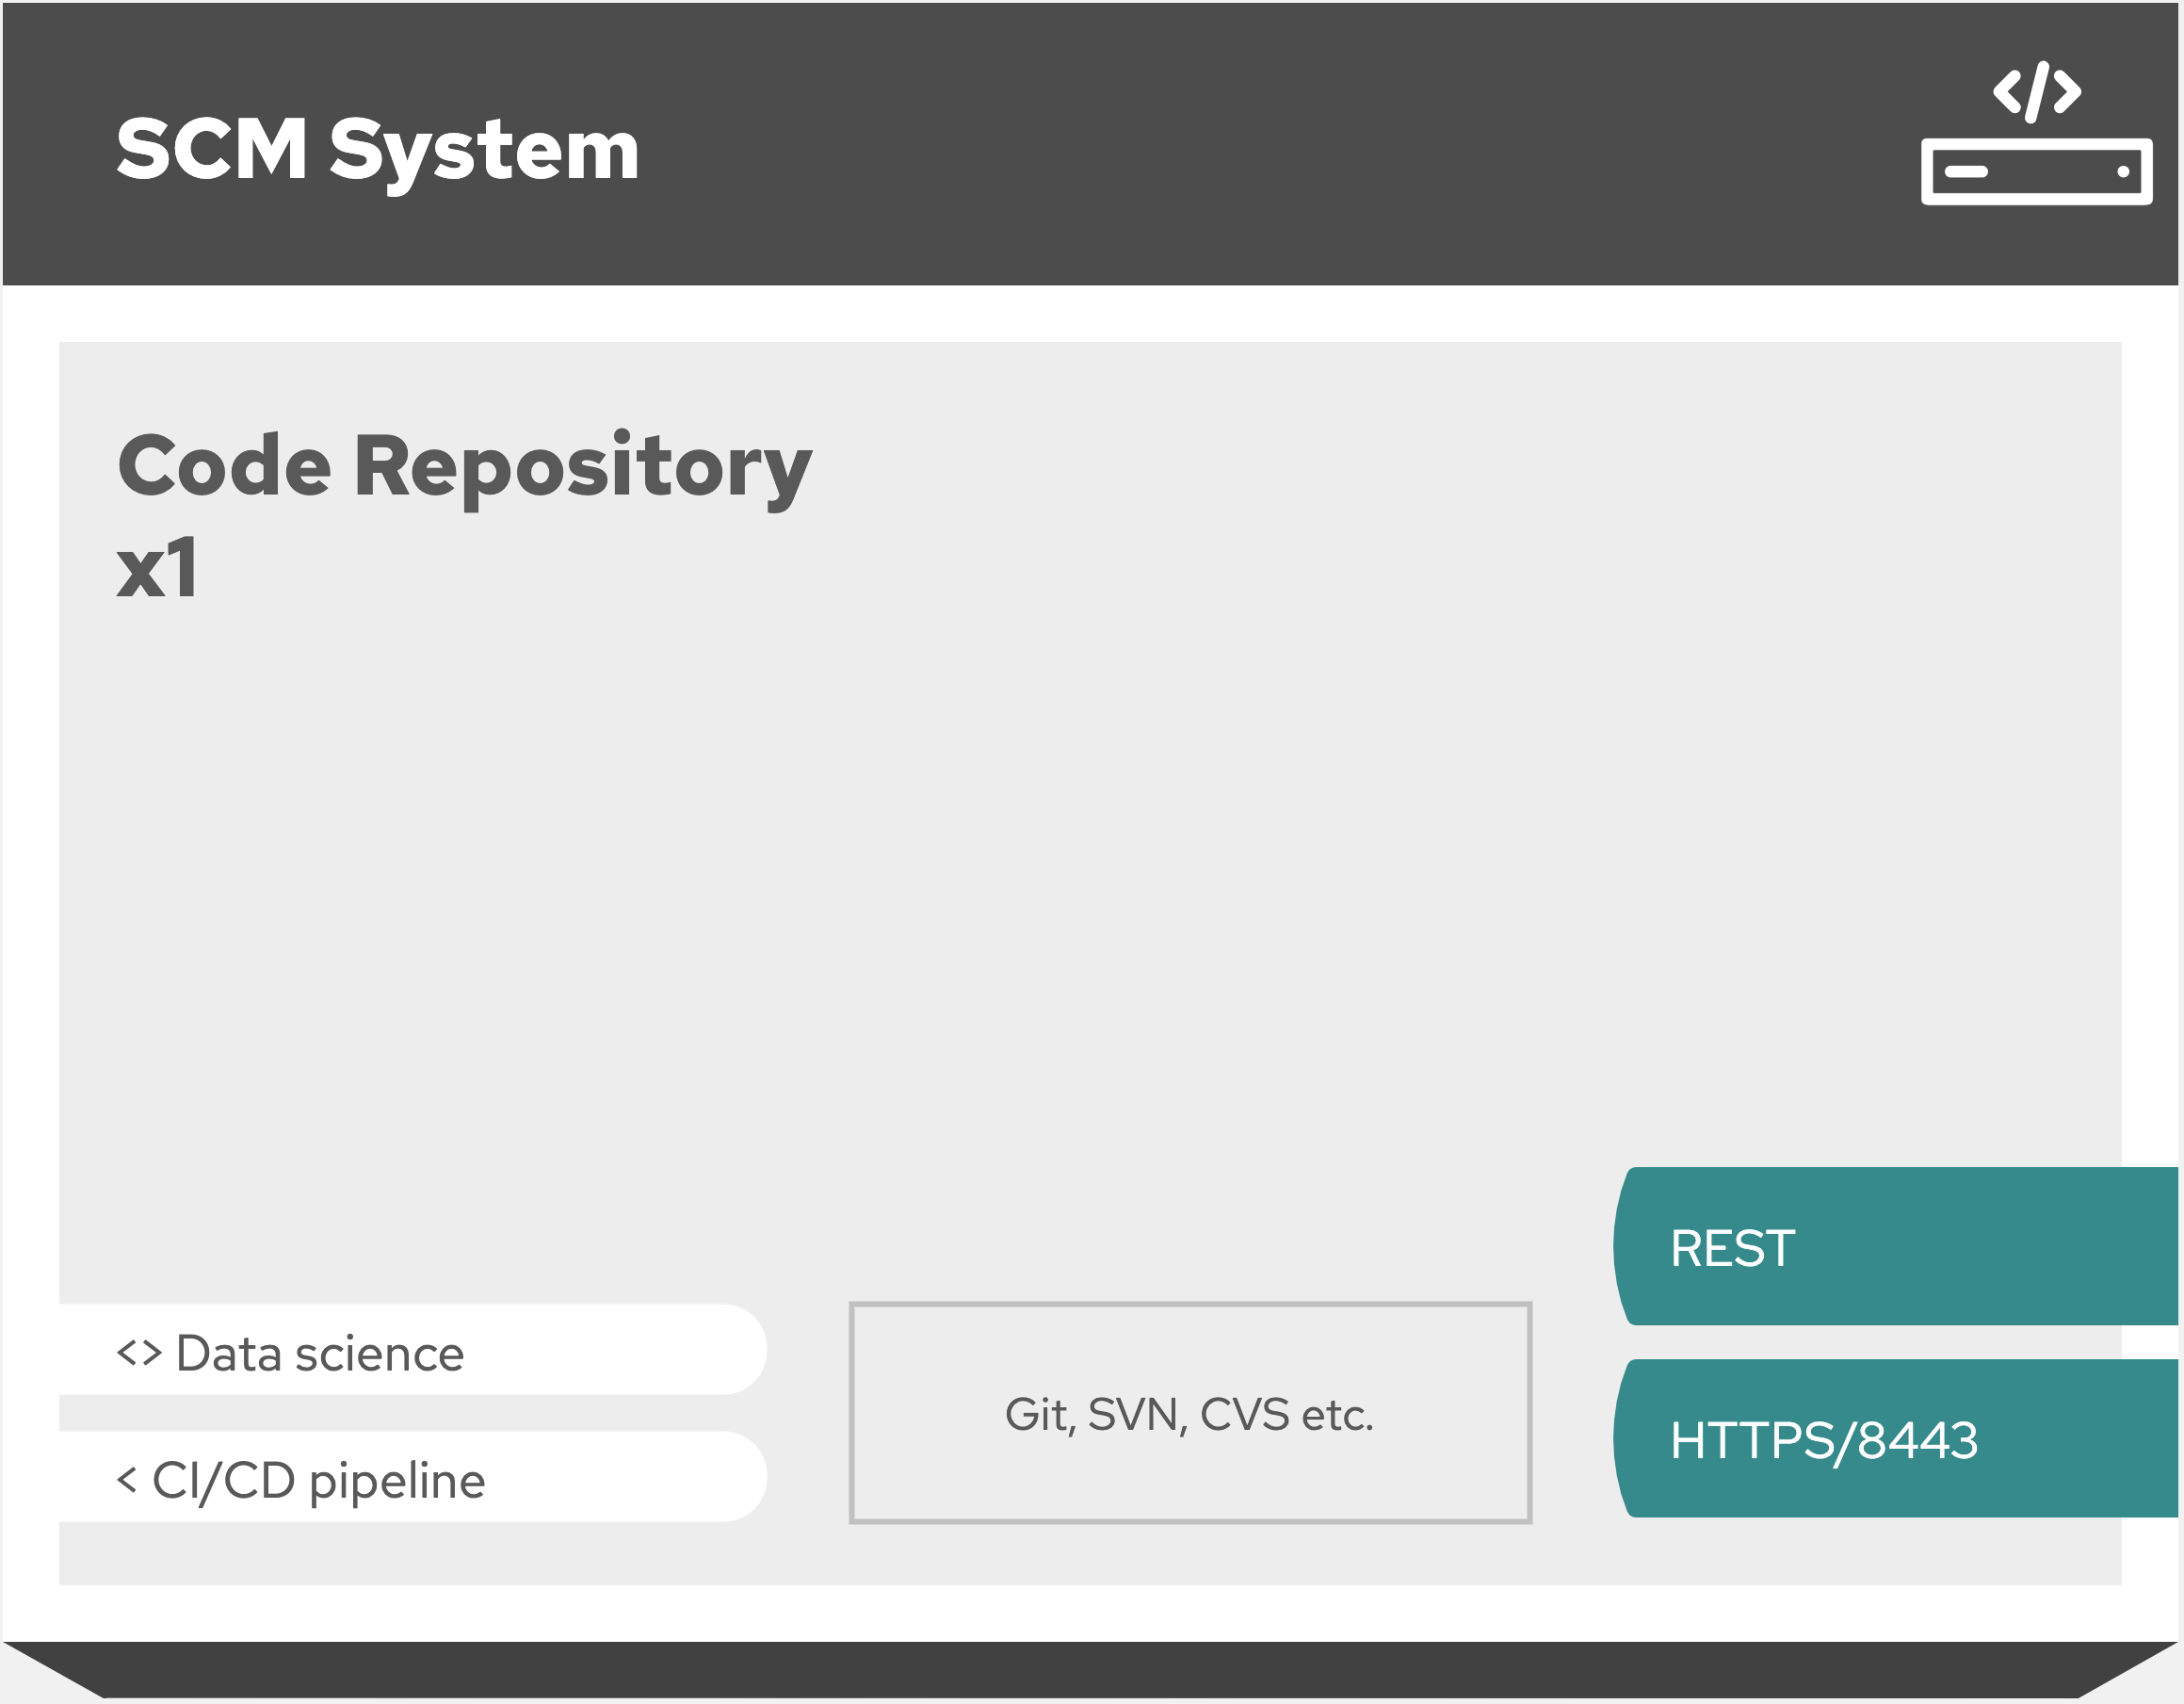 SCM System
Code Repository
x1
REST
<> Data science
Git, SVN, CVS etc.
HTTPS/8443
< CI/CD pipeline